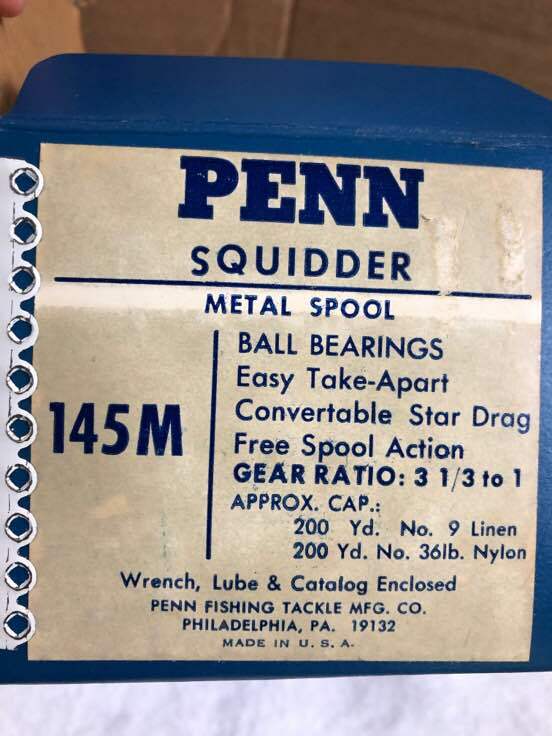 PENN
SQUIDDER
METAL SPOOL
145M
BALL BEARINGS
Easy Take-Apart
Convertable Star Drag
Free Spool Action
GEAR RATIO: 3 1/3 to 1
APPROX. CAP.:
200 Yd. No. 9 Linen
200 Yd. No. 36lb. Nylon
Wrench, Lube & Catalog Enclosed
PENN FISHING TACKLE MFG. CO.
PHILADELPHIA, PA. 19132
MADE IN U. S. A.